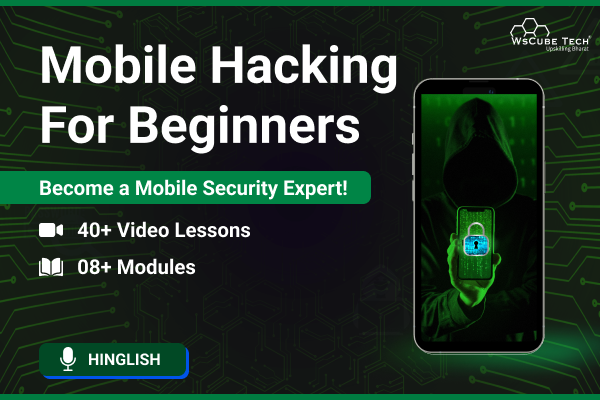 WsCube Tech®
Upskilling Bharat
Mobile Hacking
For Beginners
Become a Mobile Security Expert!
40+ Video Lessons
08+ Modules
HINGLISH